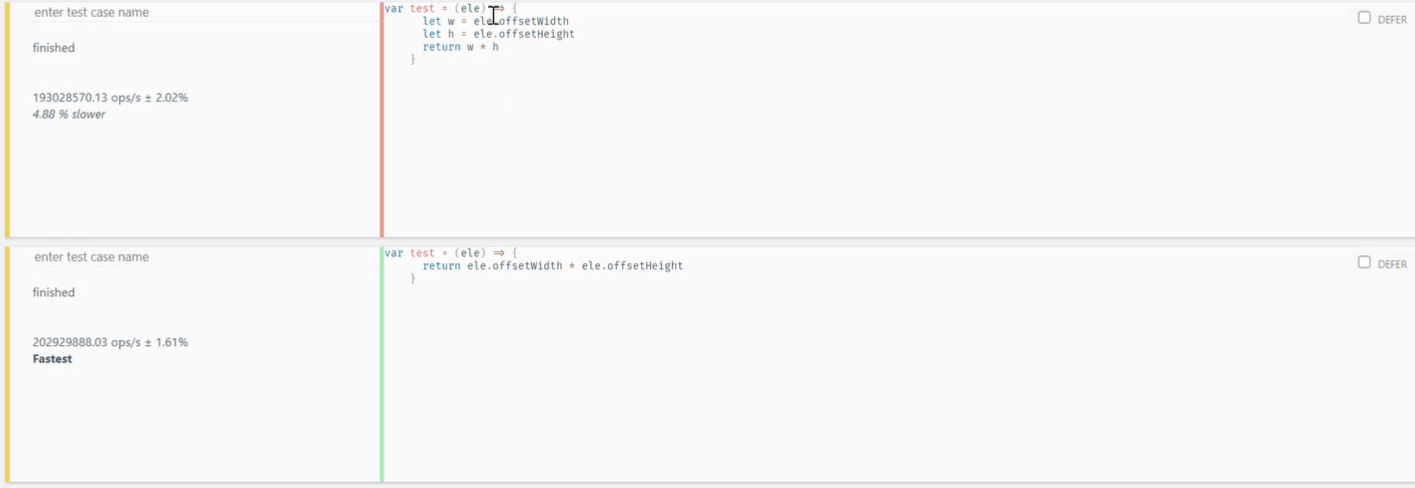 enter test case name
finished
193028570.13 ops/s ± 2.02%
4.88 % slower
var test = (ele) => {
let w = ele.offsetWidth
let h = ele.offsetHeight
return w * h
}
DEFER
enter test case name
finished
202929888.03 ops/s ± 1.61%
Fastest
var test = (ele) => {
return ele.offsetWidth * ele.offsetHeight
}
DEFER